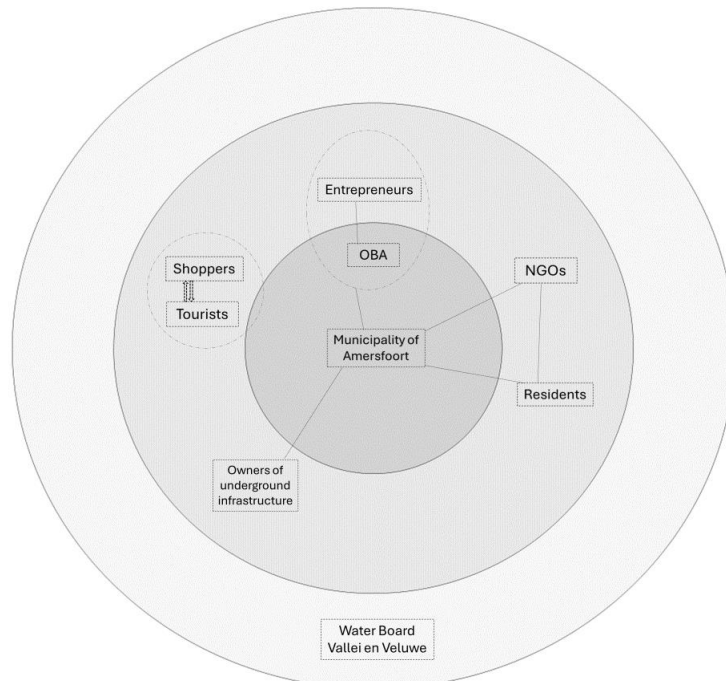 Entrepreneurs
OBA
Shoppers
Tourists
NGOs
Municipality of
Amersfoort
Residents
Owners of
underground
infrastructure
Water Board
Vallei en Veluwe